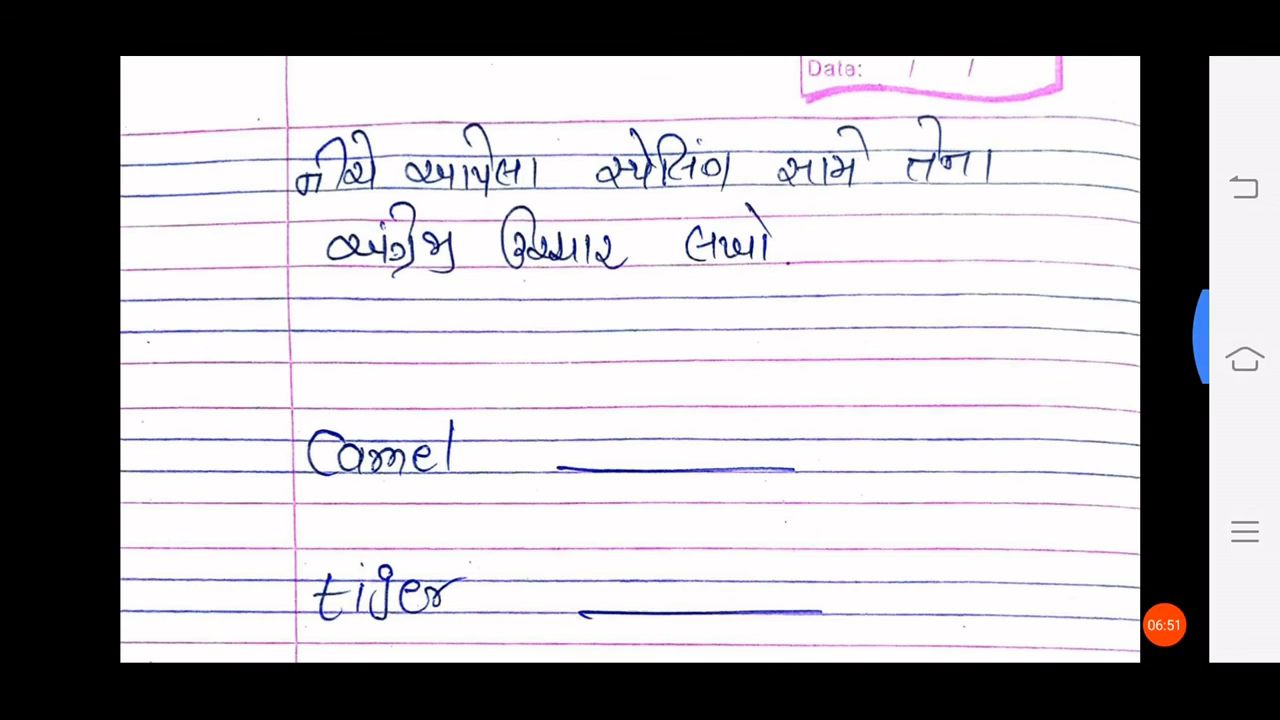 Date: / /
નીચે આપેલા સ્પેલિંગ સામે તેના
અંગ્રેજી ઉચ્ચાર લખો.
Camel
tiger
06:51